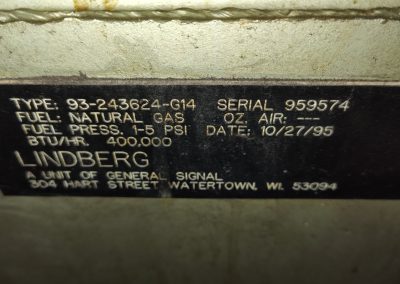 TYPE: 93-243624-G14 SERIAL 959574
FUEL: NATURAL GAS OZ. AIR: ---
FUEL PRESS. 1-5 PSI DATE: 10/27/95
BTU/HR. 400,000
LINDBERG
A UNIT OF GENERAL SIGNAL
304 HART STREET WATERTOWN, WI. 53094